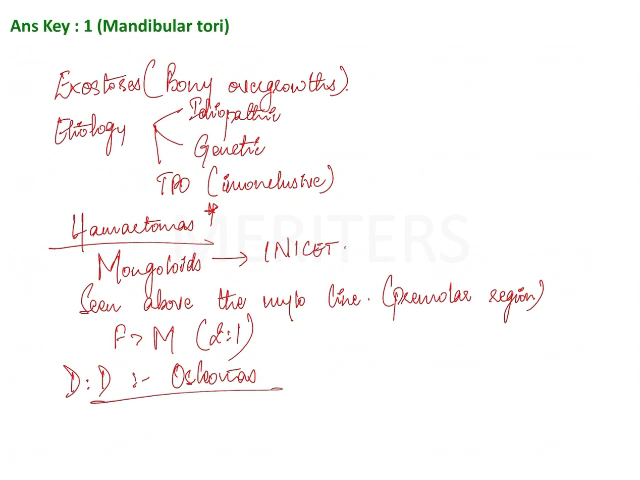 Ans Key : 1 (Mandibular tori)
Exostoses (Bony overgrowths).
Etiology
Idiopathic
Genetic
TPO (inconclusive)
Hamartomas *
MERITERS
Mongoloids → INICET.
Seen above the mylo line. (premolar region)
F > M (2:1)
D:D :- Osteomas